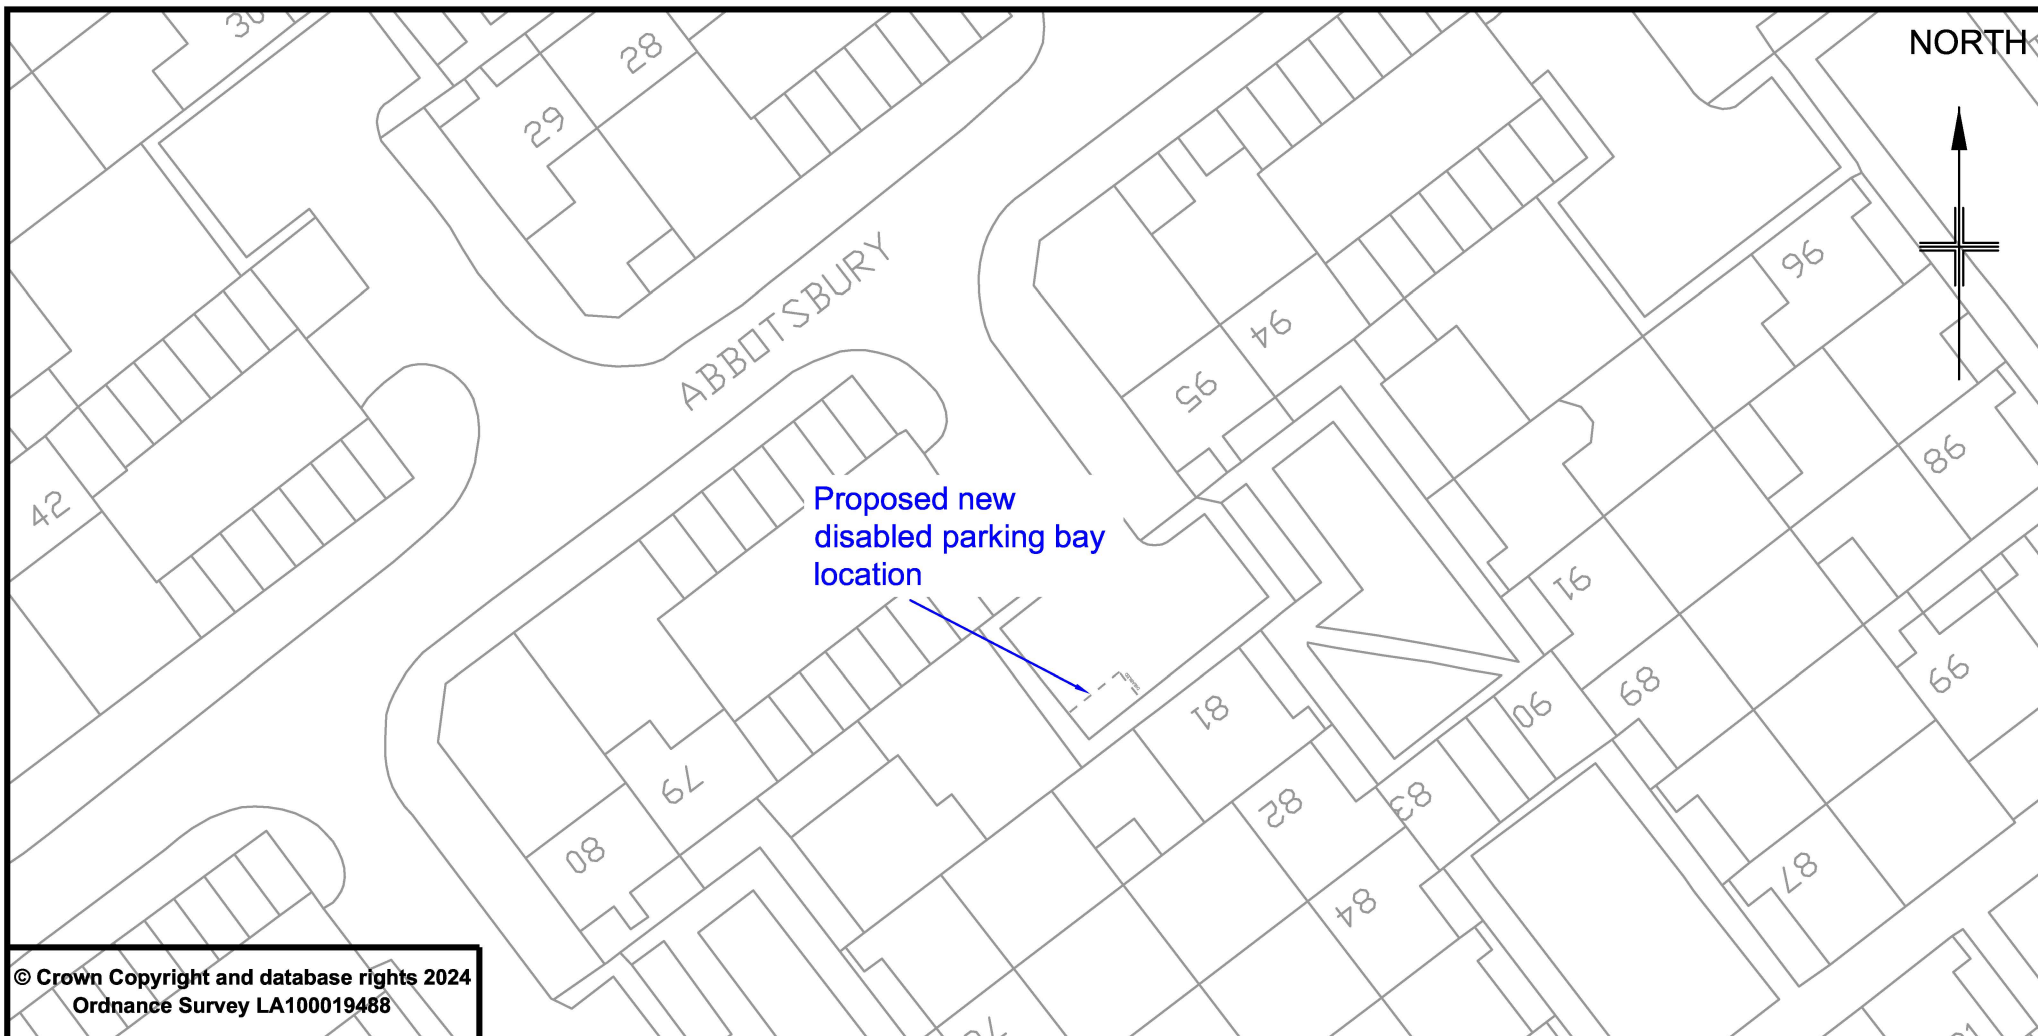 30
28
NORTH
29
ABBOTSBURY
96
94
95
98
42
Proposed new
disabled parking bay
location
91
99
89
81
90
79
83
82
80
87
84
© Crown Copyright and database rights 2024
Ordnance Survey LA100019488